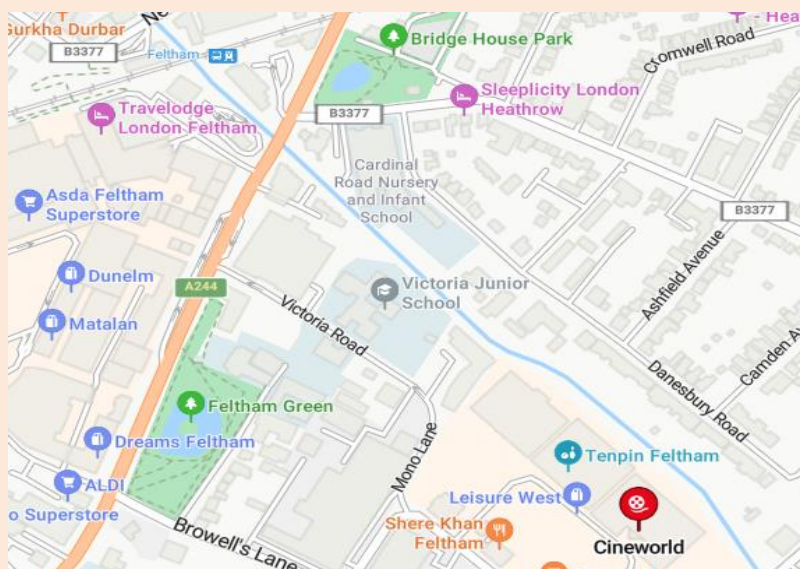 Gurkha Durbar
Ne
B3377
Feltham
Bridge House Park
Hea
Cromwell Road
Travelodge
London Feltham
B3377
Sleeplicity London
Heathrow
Cardinal
Road Nursery
and Infant
School
Asda Feltham
Superstore
B3377
Ashfield Avenue
Dunelm
A244
Victoria Junior
School
Matalan
Victoria Road
Camden A
Danesbury Road
Feltham Green
Dreams Feltham
Mono Lane
Tenpin Feltham
ALDI
o Superstore
Browell's Lane
Leisure West
Shere Khan
Feltham
Cineworld